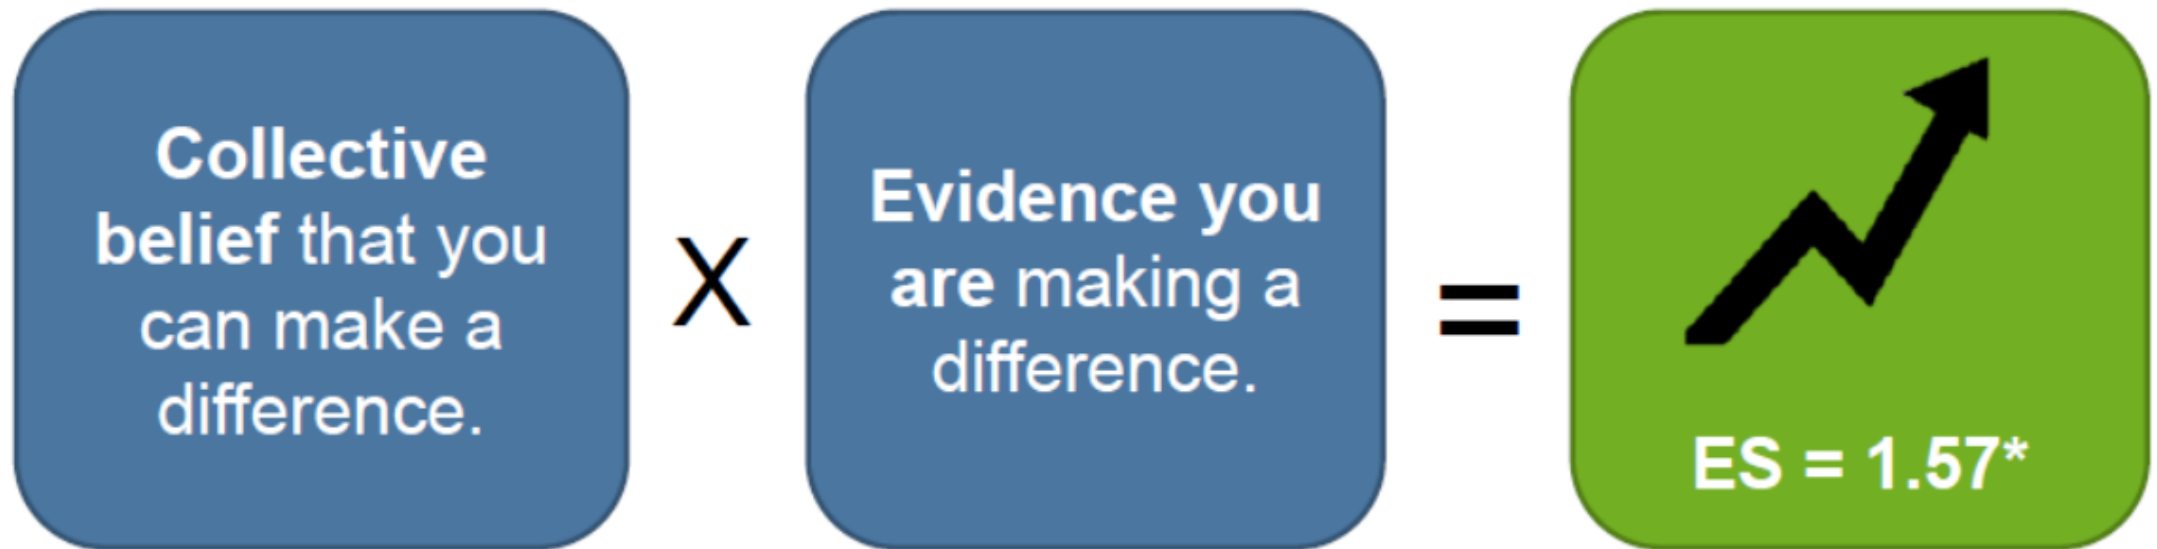 Collective
belief that you
can make a
difference.
X
Evidence you
are making a
difference.
=
ES = 1.57*